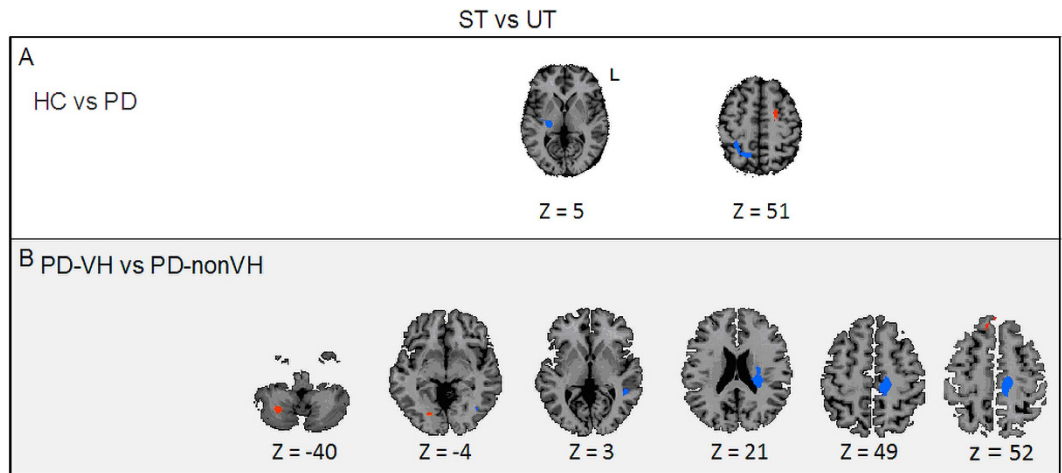 ST vs UT
A
L
HC vs PD
Z = 5 Z = 51
B PD-VH vs PD-nonVH
Z = -40 Z = -4 Z = 3 Z = 21 Z = 49 Z = 52